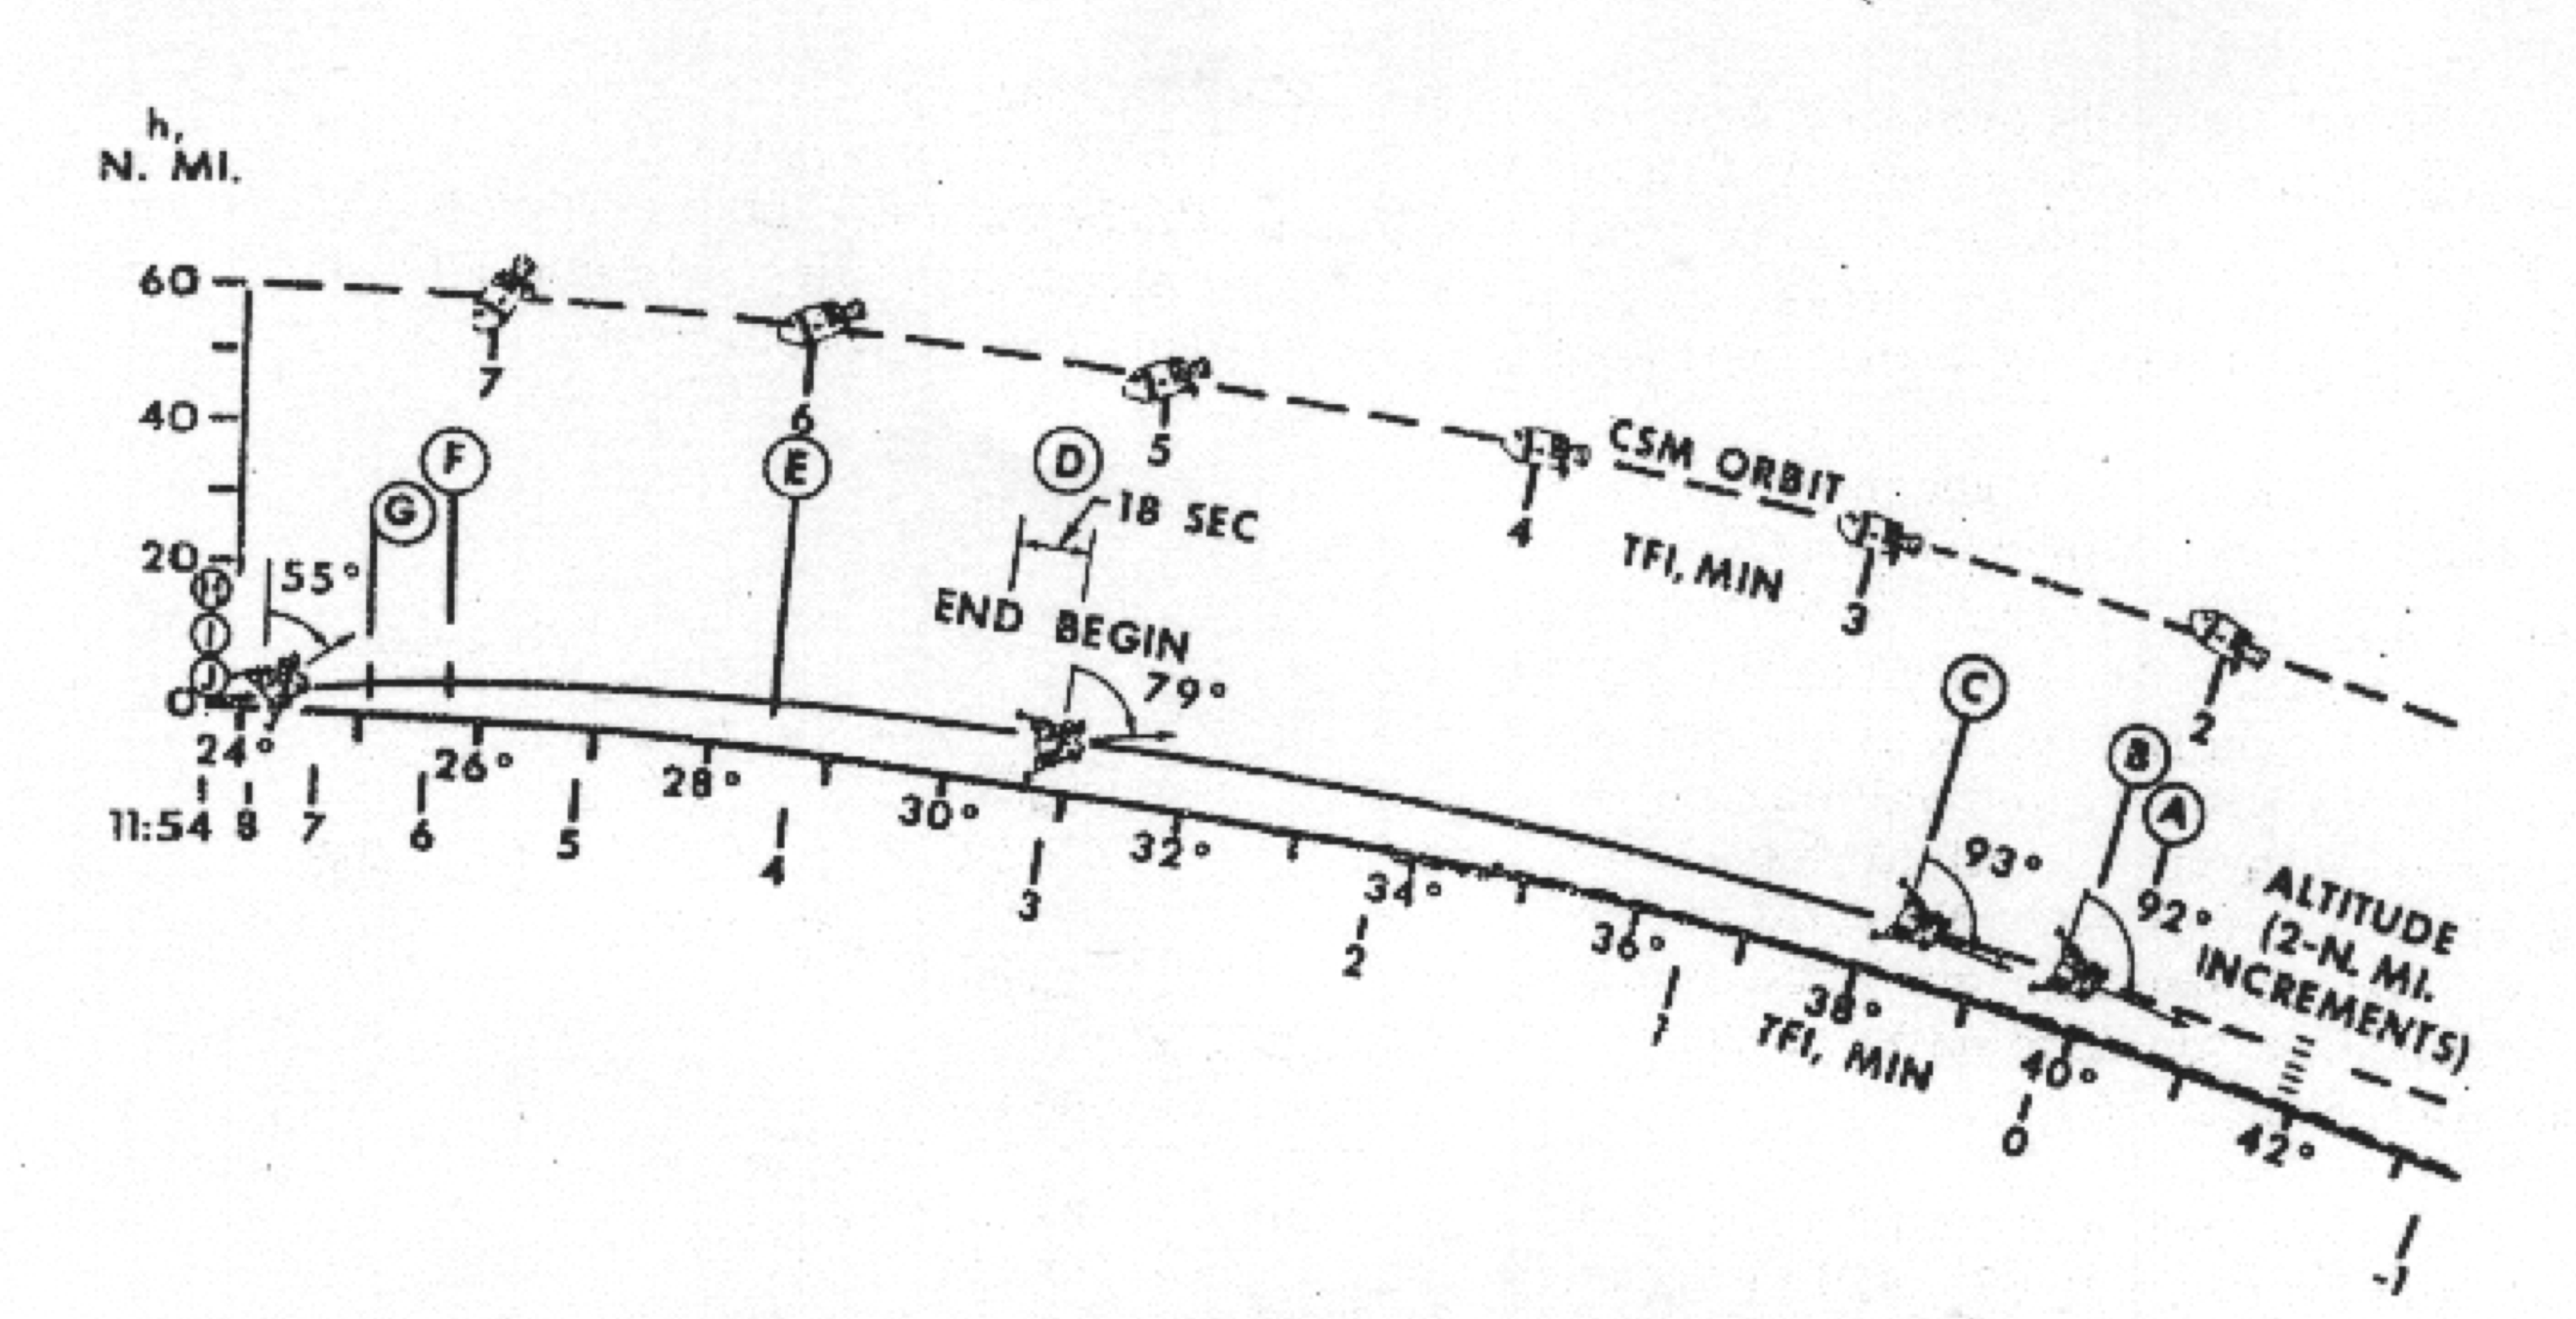 h,
N. MI.
60
7
40
6
F
E
D
5
CSM ORBIT
G
18 SEC
4
TFI, MIN
20
H
55°
3
END BEGIN
I
79°
C
2
J
0
B
A
24°
26°
28°
30°
32°
34°
36°
38°
40°
42°
93°
92°
ALTITUDE
(2-N. MI.
INCREMENTS)
11:54 8 7 6 5 4 3 2 1 0 -1
TFI, MIN